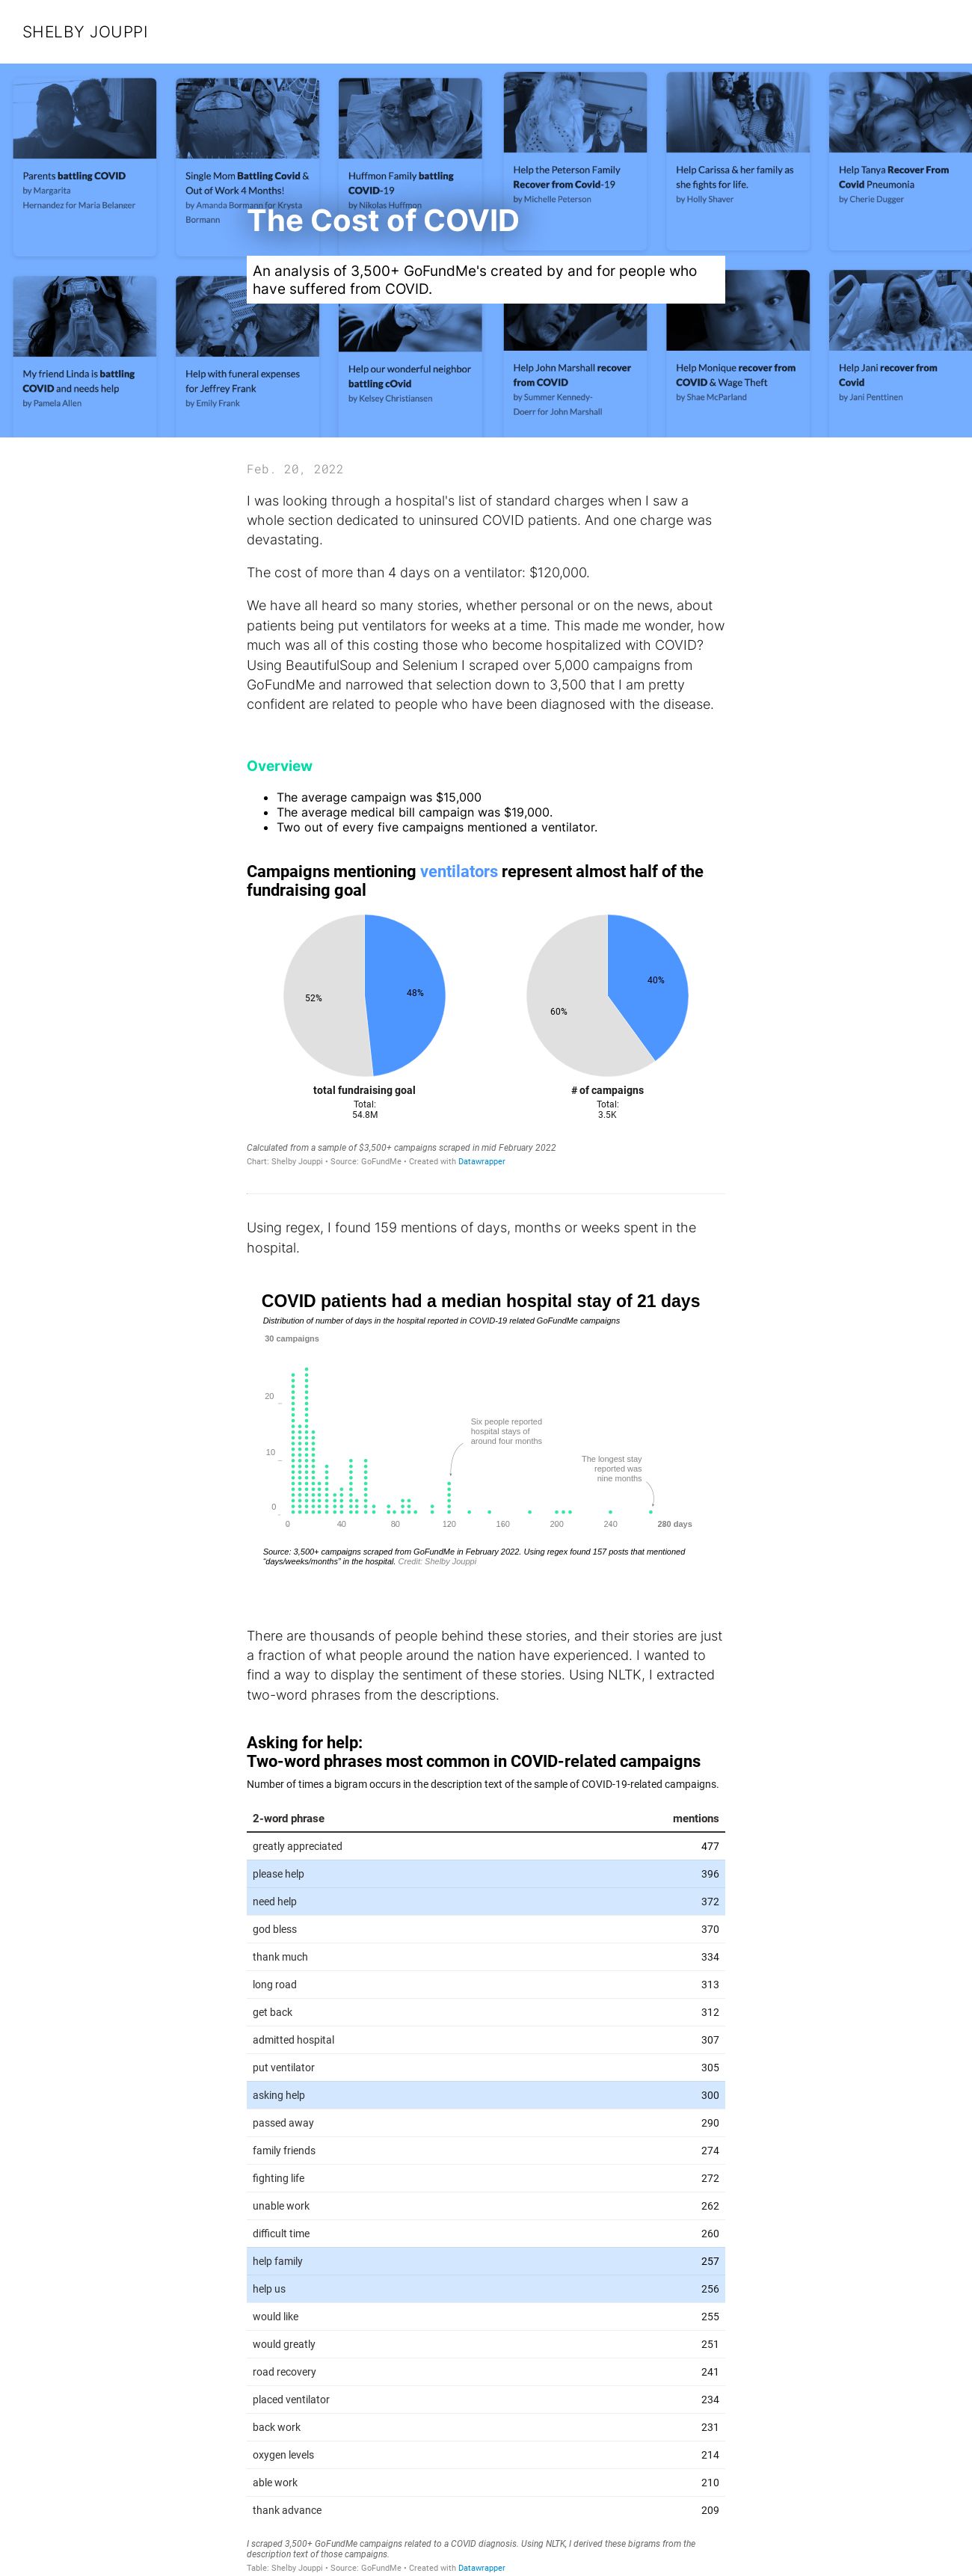 SHELBY JOUPPI
Parents battling COVID
by Margarita
Hernandez for Maria Belaneer
Single Mom Battling Covid &
Out of Work 4 Months!
by Amanda Bormann for Krysta
Bormann
Huffmon Family battling
COVID-19
by Nikolas Huffmon
Help the Peterson Family
Recover from Covid-19
by Michelle Peterson
Help Carissa & her family as
she fights for life.
by Holly Shaver
Help Tanya Recover From
Covid Pneumonia
by Cherie Dugger
The Cost of COVID
An analysis of 3,500+ GoFundMe's created by and for people who
have suffered from COVID.
My friend Linda is battling
COVID and needs help
by Pamela Allen
Help with funeral expenses
for Jeffrey Frank
by Emily Frank
Help our wonderful neighbor
battling cOvid
by Kelsey Christiansen
Help John Marshall recover
from COVID
by Summer Kennedy-
Doerr for John Marshall
Help Monique recover from
COVID & Wage Theft
by Shae McParland
Help Jani recover from
Covid
by Jani Penttinen
Feb. 20, 2022
I was looking through a hospital's list of standard charges when I saw a
whole section dedicated to uninsured COVID patients. And one charge was
devastating.
The cost of more than 4 days on a ventilator: $120,000.
We have all heard so many stories, whether personal or on the news, about
patients being put ventilators for weeks at a time. This made me wonder, how
much was all of this costing those who become hospitalized with COVID?
Using BeautifulSoup and Selenium I scraped over 5,000 campaigns from
GoFundMe and narrowed that selection down to 3,500 that I am pretty
confident are related to people who have been diagnosed with the disease.
Overview
• The average campaign was $15,000
• The average medical bill campaign was $19,000.
• Two out of every five campaigns mentioned a ventilator.
Campaigns mentioning ventilators represent almost half of the
fundraising goal
52%
48%
60%
40%
total fundraising goal
Total:
54.8M
# of campaigns
Total:
3.5K
Calculated from a sample of $3,500+ campaigns scraped in mid February 2022
Chart: Shelby Jouppi • Source: GoFundMe • Created with Datawrapper
Using regex, I found 159 mentions of days, months or weeks spent in the
hospital.
COVID patients had a median hospital stay of 21 days
Distribution of number of days in the hospital reported in COVID-19 related GoFundMe campaigns
30 campaigns
20
10
0
Six people reported
hospital stays of
around four months
The longest stay
reported was
nine months
0 40 80 120 160 200 240 280 days
Source: 3,500+ campaigns scraped from GoFundMe in February 2022. Using regex found 157 posts that mentioned
"days/weeks/months" in the hospital. Credit: Shelby Jouppi
There are thousands of people behind these stories, and their stories are just
a fraction of what people around the nation have experienced. I wanted to
find a way to display the sentiment of these stories. Using NLTK, I extracted
two-word phrases from the descriptions.
Asking for help:
Two-word phrases most common in COVID-related campaigns
Number of times a bigram occurs in the description text of the sample of COVID-19-related campaigns.
2-word phrase mentions
greatly appreciated 477
please help 396
need help 372
god bless 370
thank much 334
long road 313
get back 312
admitted hospital 307
put ventilator 305
asking help 300
passed away 290
family friends 274
fighting life 272
unable work 262
difficult time 260
help family 257
help us 256
would like 255
would greatly 251
road recovery 241
placed ventilator 234
back work 231
oxygen levels 214
able work 210
thank advance 209
I scraped 3,500+ GoFundMe campaigns related to a COVID diagnosis. Using NLTK, I derived these bigrams from the
description text of those campaigns.
Table: Shelby Jouppi • Source: GoFundMe • Created with Datawrapper